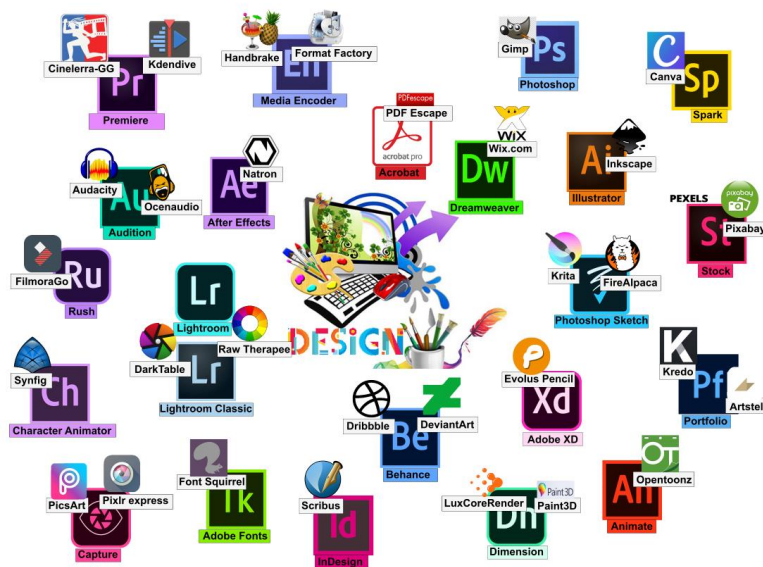 Cinelerra-GG
Kdendive
Pr
Premiere
Handbrake
Format Factory
En
Media Encoder
Gimp
Ps
Photoshop
Canva
Sp
Spark
PDFescape
PDF Escape
acrobat pro
Acrobat
WiX
Wix.com
Dw
Dreamweaver
Inkscape
Ai
Illustrator
Audacity
Ocenaudio
Au
Audition
Natron
Ae
After Effects
PEXELS
pixabay
Pixabay
St
Stock
FilmoraGo
Ru
Rush
Lr
Lightroom
DarkTable
Raw Therapee
Lr
Lightroom Classic
DESIGN
Krita
FireAlpaca
Photoshop Sketch
Synfig
Ch
Character Animator
Evolus Pencil
Xd
Adobe XD
Kredo
Artstel
Pf
Portfolio
Dribbble
DeviantArt
Be
Behance
PicsArt
Pixlr express
Capture
Font Squirrel
Tk
Adobe Fonts
Scribus
Id
InDesign
LuxCoreRender
Paint3D
Paint3D
Dn
Dimension
OT
Opentoonz
An
Animate